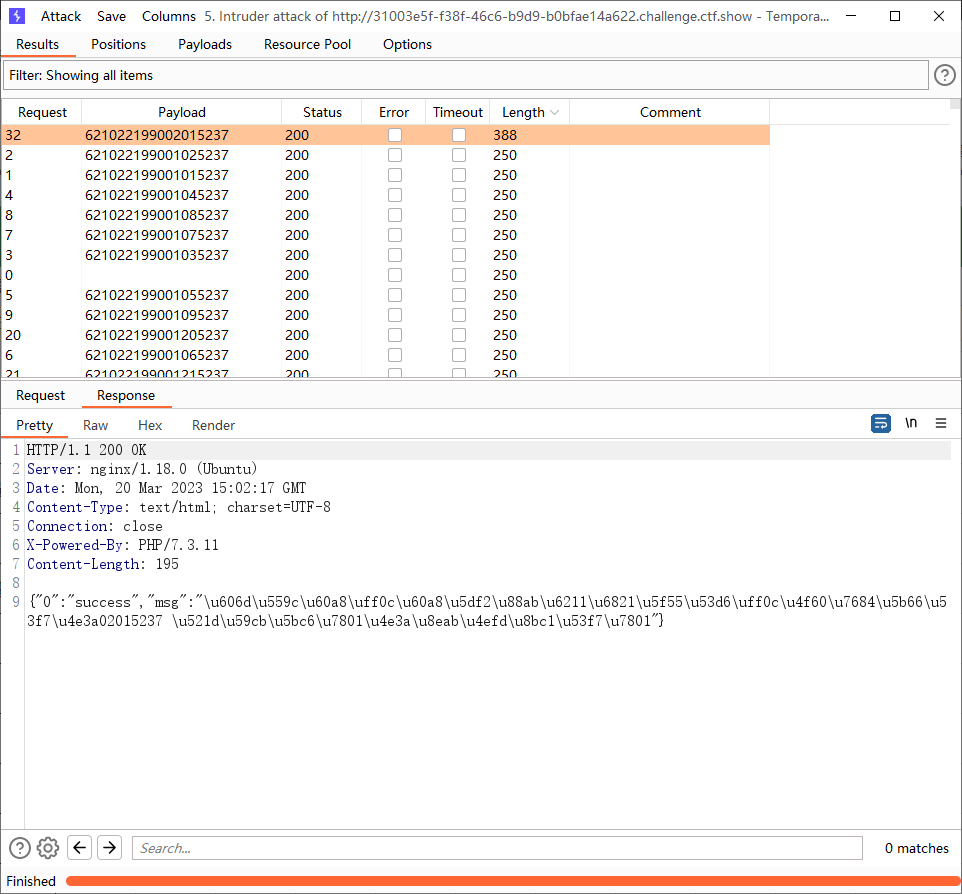 Attack Save Columns 5. Intruder attack of http://31003e5f-f38f-46c6-b9d9-b0bfae14a622.challenge.ctf.show - Tempora...
Results Positions Payloads Resource Pool Options
Filter: Showing all items
Request Payload Status Error Timeout Length Comment
32 621022199002015237 200 388
2 621022199001025237 200 250
1 621022199001015237 200 250
4 621022199001045237 200 250
8 621022199001085237 200 250
7 621022199001075237 200 250
3 621022199001035237 200 250
0 200 250
5 621022199001055237 200 250
9 621022199001095237 200 250
20 621022199001205237 200 250
6 621022199001065237 200 250
21 621022199001215237 200 250
Request Response
Pretty Raw Hex Render \n
1 HTTP/1.1 200 OK
2 Server: nginx/1.18.0 (Ubuntu)
3 Date: Mon, 20 Mar 2023 15:02:17 GMT
4 Content-Type: text/html; charset=UTF-8
5 Connection: close
6 X-Powered-By: PHP/7.3.11
7 Content-Length: 195
8
9 {"0":"success","msg":"\u606d\u559c\u60a8\uff0c\u60a8\u5df2\u88ab\u6211\u6821\u5f55\u53d6\uff0c\u4f60\u7684\u5b66\u5
3f7\u4e3a02015237 \u521d\u59cb\u5bc6\u7801\u4e3a\u8eab\u4efd\u8bc1\u53f7\u7801"}
Search... 0 matches
Finished